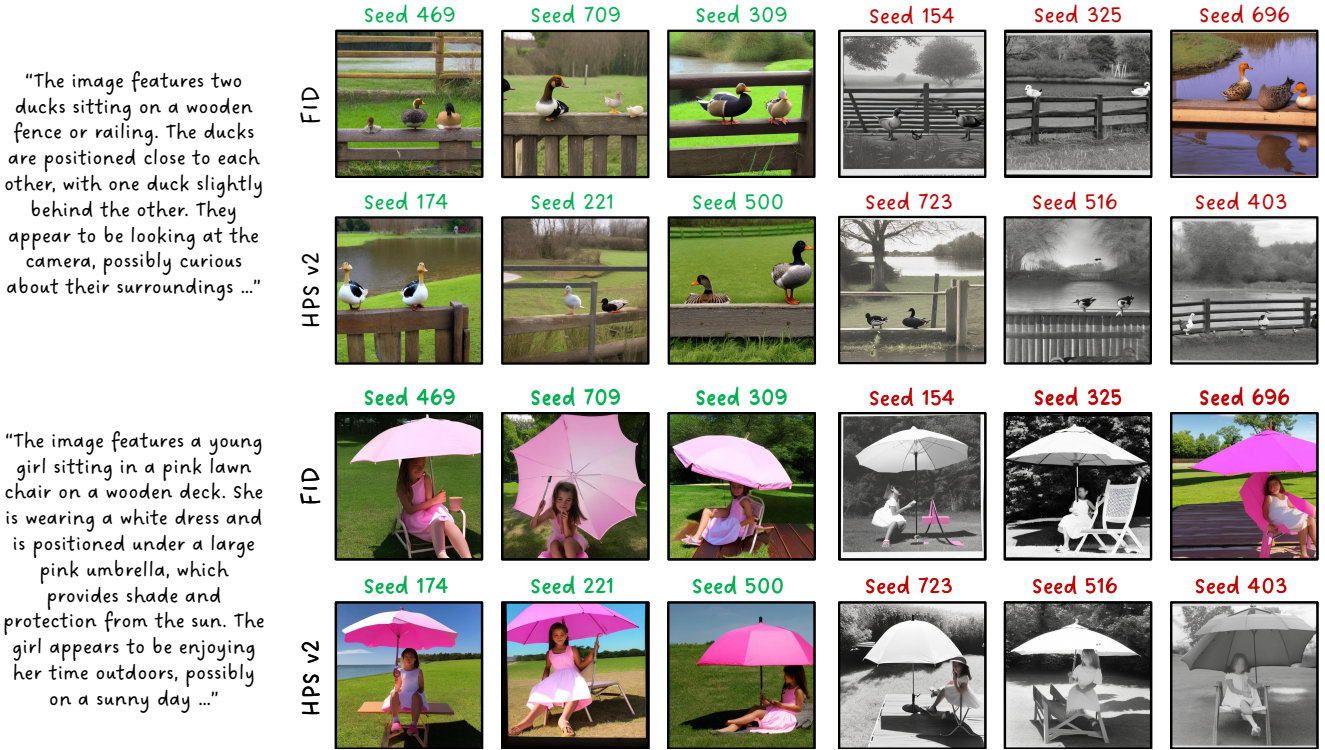 Seed 469 Seed 709 Seed 309 Seed 154 Seed 325 Seed 696
FID
“The image features two
ducks sitting on a wooden
fence or railing. The ducks
are positioned close to each
other, with one duck slightly
behind the other. They
appear to be looking at the
camera, possibly curious
about their surroundings ...”
Seed 174 Seed 221 Seed 500 Seed 723 Seed 516 Seed 403
HPS v2
Seed 469 Seed 709 Seed 309 Seed 154 Seed 325 Seed 696
FID
“The image features a young
girl sitting in a pink lawn
chair on a wooden deck. She
is wearing a white dress and
is positioned under a large
pink umbrella, which
provides shade and
protection from the sun. The
girl appears to be enjoying
her time outdoors, possibly
on a sunny day ...”
Seed 174 Seed 221 Seed 500 Seed 723 Seed 516 Seed 403
HPS v2